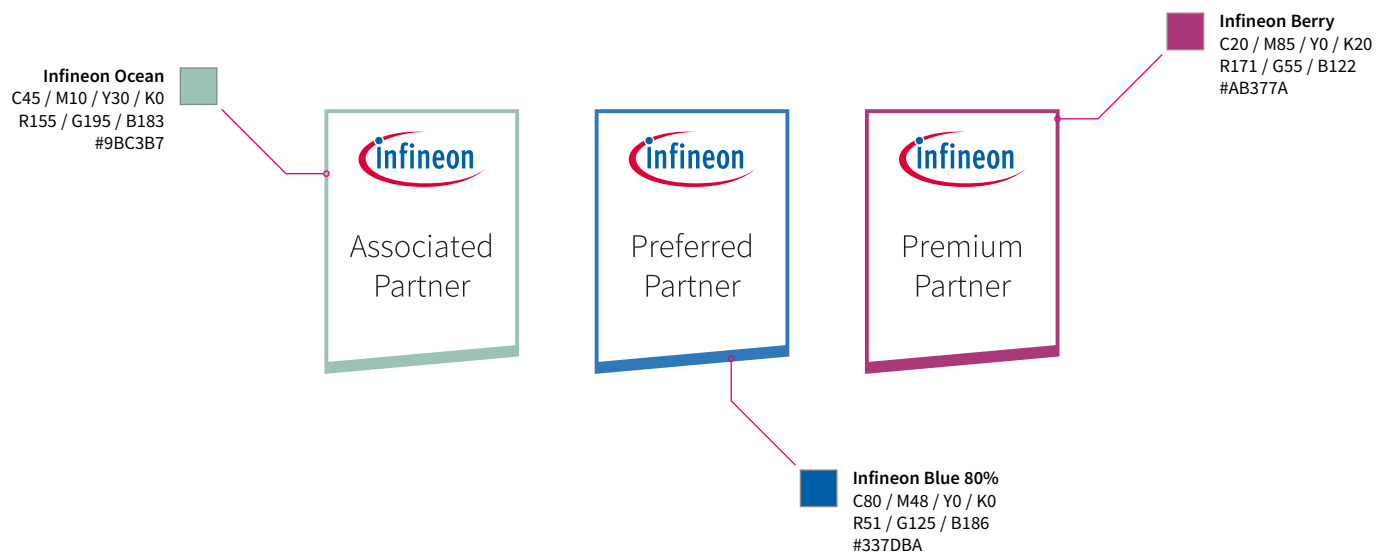 Infineon Berry
C20 / M85 / Y0 / K20
R171 / G55 / B122
#AB377A
Infineon Ocean
C45 / M10 / Y30 / K0
R155 / G195 / B183
#9BC3B7
infineon
Associated
Partner
infineon
Preferred
Partner
infineon
Premium
Partner
Infineon Blue 80%
C80 / M48 / Y0 / K0
R51 / G125 / B186
#337DBA